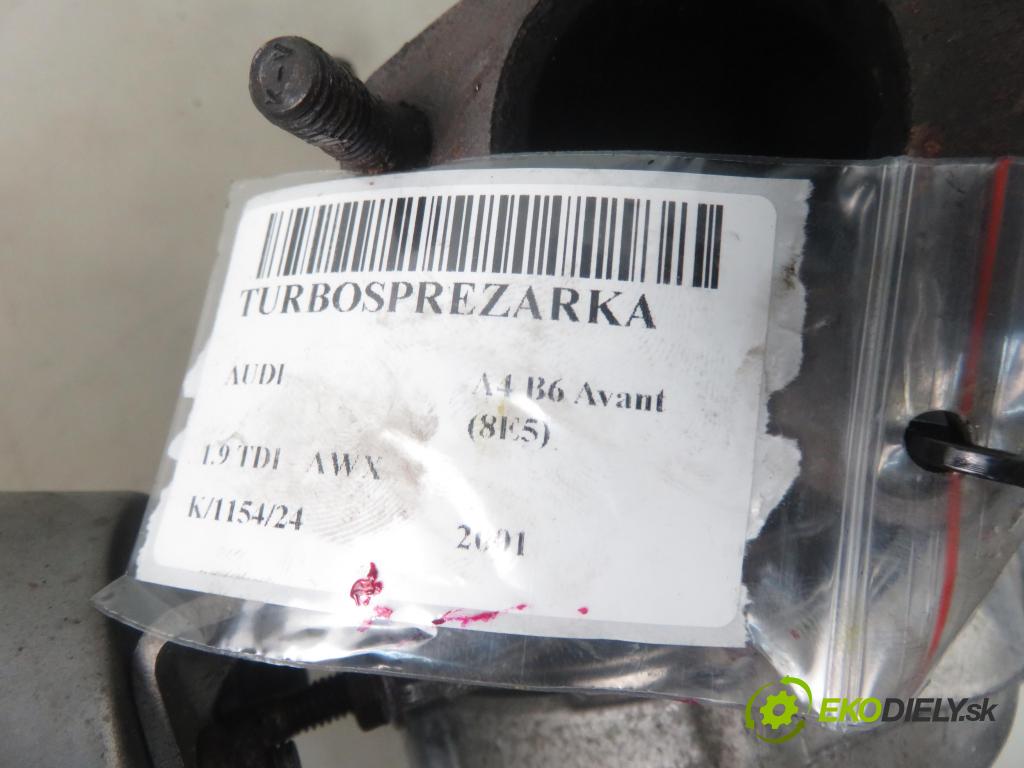 TURBOSPREZARKA
AUDI A4 B6 Avant
(8E5)
1.9 TDI AWX
K/1154/24 2001
EKODIELY.sk